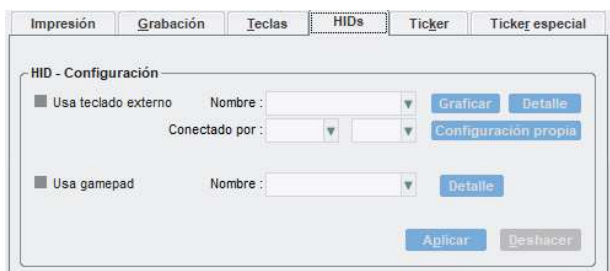 Impresión Grabación Teclas HIDs Ticker Ticker especial
HID - Configuración
Usa teclado externo Nombre : Graficar Detalle
Conectado por : Configuración propia
Usa gamepad Nombre : Detalle
Aplicar Deshacer